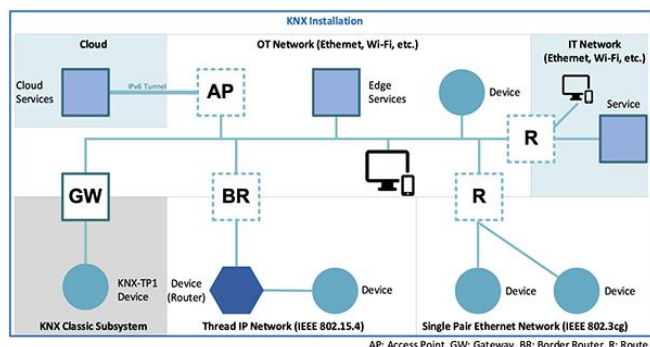 KNX Installation
Cloud
OT Network (Ethernet, Wi-Fi, etc.)
IT Network
(Ethernet, Wi-Fi, etc.)
Cloud
Services
IPv6 Tunnel
AP
Edge
Services
Device
R
Service
GW
BR
R
KNX-TP1
Device
Device
(Router)
Device
Device
Device
KNX Classic Subsystem
Thread IP Network (IEEE 802.15.4)
Single Pair Ethernet Network (IEEE 802.3cg)
AP: Access Point, GW: Gateway, BR: Border Router, R: Route